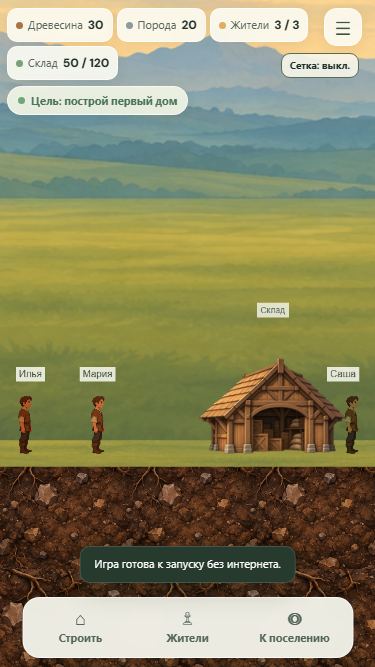 Древесина 30
Порода 20
Жители 3 / 3
Склад 50 / 120
Сетка: выкл.
Цель: построй первый дом
Склад
Илья
Мария
Саша
Игра готова к запуску без интернета.
Строить
Жители
К поселению